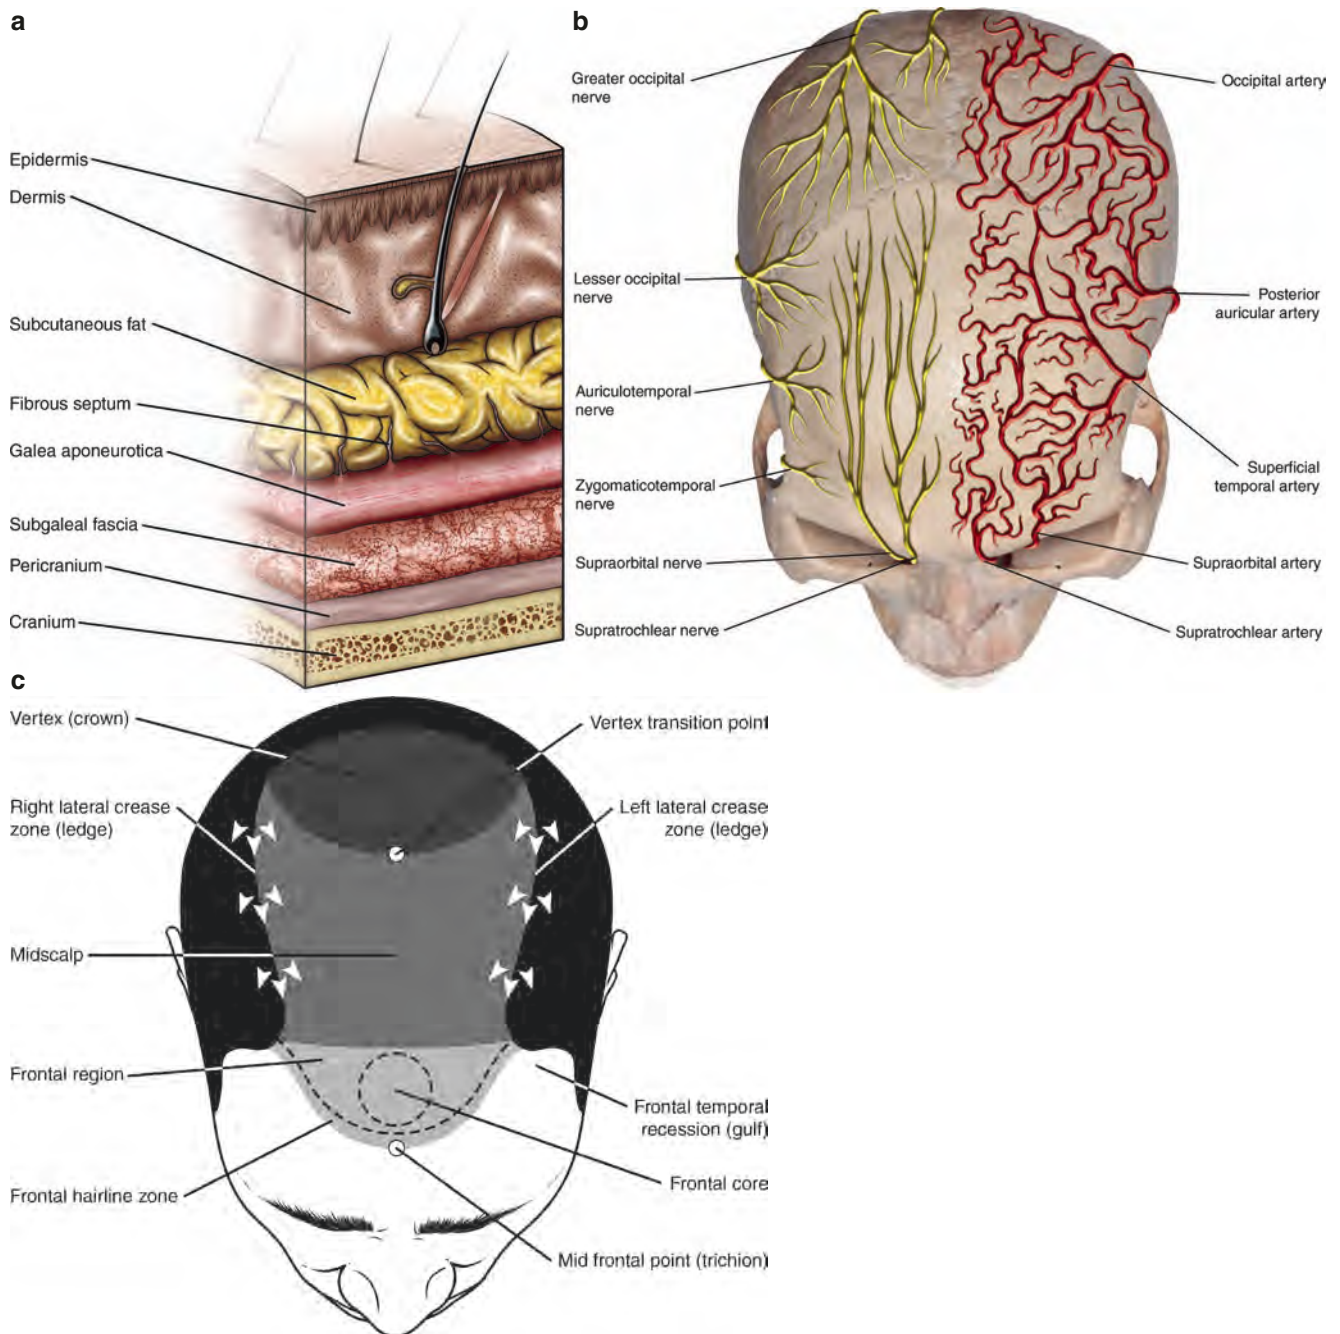 a
Epidermis
Dermis
Subcutaneous fat
Fibrous septum
Galea aponeurotica
Subgaleal fascia
Pericranium
Cranium
b
Greater occipital
nerve
Lesser occipital
nerve
Auriculotemporal
nerve
Zygomaticotemporal
nerve
Supraorbital nerve
Supratrochlear nerve
Occipital artery
Posterior
auricular artery
Superficial
temporal artery
Supraorbital artery
Supratrochlear artery
c
Vertex (crown)
Right lateral crease
zone (ledge)
Midscalp
Frontal region
Frontal hairline zone
Vertex transition point
Left lateral crease
zone (ledge)
Frontal temporal
recession (gulf)
Frontal core
Mid frontal point (trichion)